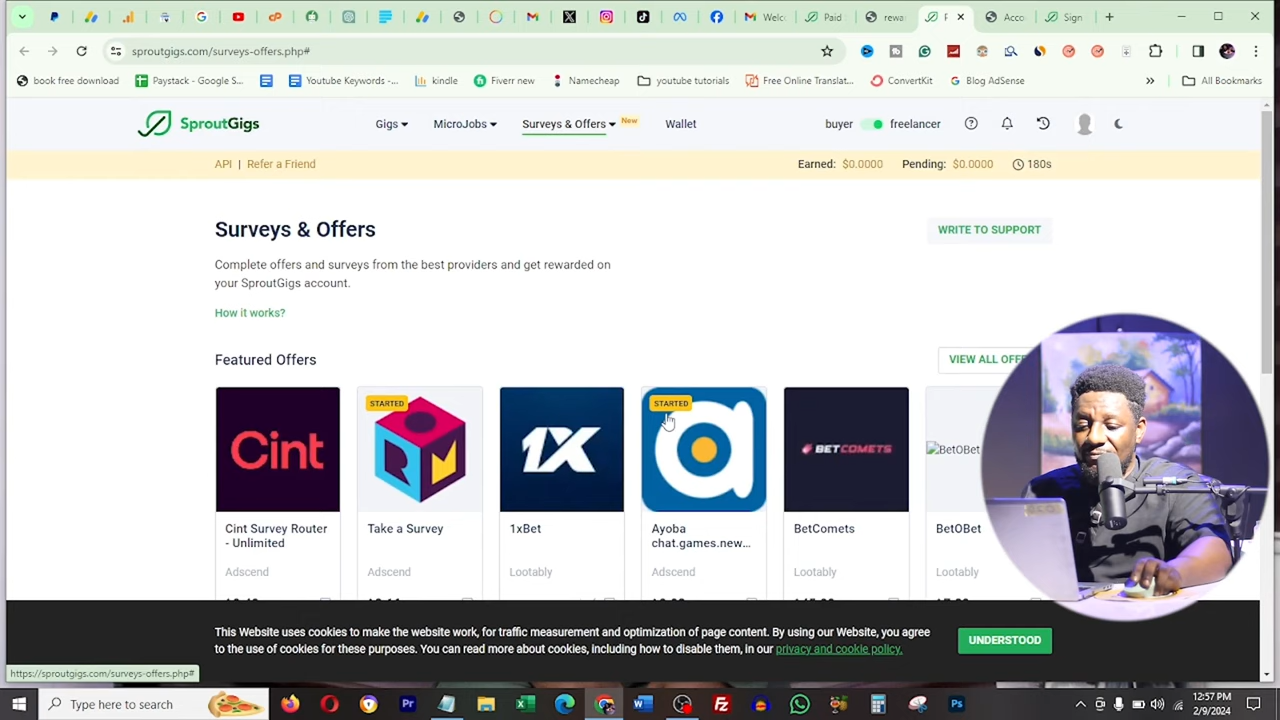 Welc
Paid
rewa
F
Acco
Sign
sproutgigs.com/surveys-offers.php#
book free download
Paystack - Google S...
Youtube Keywords -...
kindle
Fiverr new
Namecheap
youtube tutorials
Free Online Translat...
ConvertKit
Blog AdSense
All Bookmarks
SproutGigs
Gigs
MicroJobs
Surveys & Offers
New
Wallet
buyer
freelancer
API | Refer a Friend
Earned: $0.0000 Pending: $0.0000 180s
Surveys & Offers
WRITE TO SUPPORT
Complete offers and surveys from the best providers and get rewarded on
your SproutGigs account.
How it works?
Featured Offers
VIEW ALL OFFE
STARTED
STARTED
Cint
1X
BETCOMETS
BetOBet
Cint Survey Router
- Unlimited
Take a Survey
1xBet
Ayoba
chat.games.new...
BetComets
BetOBet
Adscend
Adscend
Lootably
Adscend
Lootably
Lootably
This Website uses cookies to make the website work, for traffic measurement and optimization of page content. By using our Website, you agree
to the use of cookies for these purposes. You can read more about cookies, including how to disable them, in our privacy and cookie policy.
UNDERSTOOD
https://sproutgigs.com/surveys-offers.php#
Type here to search
12:57 PM
2/9/2024